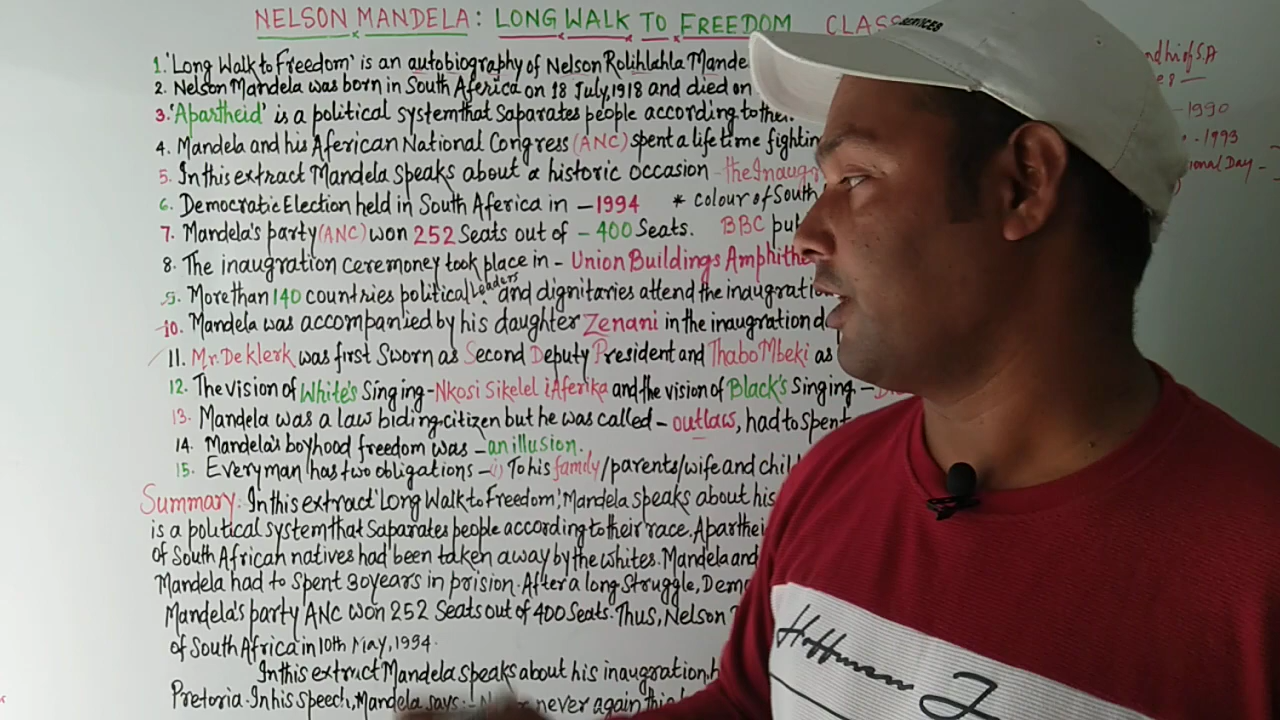 NELSON MANDELA: LONG WALK TO FREEDOM CLASS
1. 'Long Walk to Freedom' is an autobiography of Nelson Rolihlahla Mande
2. Nelson Mandela was born in South Aferica on 18 July, 1918 and died on
3. 'Apartheid' is a political system that Saparates people according to their
4. Mandela and his Aferican National Congress (ANC) spent a life time fightin
5. In this extract Mandela speaks about a historic occasion - the Inaugr
6. Democratic Election held in South Aferica in - 1994 * colour of South
7. Mandela's party (ANC) won 252 Seats out of - 400 Seats. BBC pub
8. The inaugration ceremoney took place in - Union Buildings Amphithe
9. More than 140 countries political Leaders and dignitaries attend the inaugratio
10. Mandela was accompanied by his daughter Zenani in the inaugration d
11. Mr. De klerk was first Sworn as Second Deputy President and Thabo Mbeki as
12. The vision of White's Singing - Nkosi Sikelel iAferika and the vision of Black's Singing -
13. Mandela was a law biding citizen but he was called - outlaws, had to spent
14. Mandela's boyhood freedom was - an illusion.
15. Every man has two obligations - (i) To his family/parents/wife and child
Summary: In this extract 'Long Walk to Freedom', Mandela speaks about his
is a political system that Saparates people according to their race. Aparthei
of South African natives had been taken away by the whites. Mandela and
Mandela had to Spent 30 years in prision. After a long Struggle, Dem
Mandela's party ANC won 252 Seats out of 400 Seats. Thus, Nelson
of South Africa in 10th May, 1994.
In this extract Mandela speaks about his inaugration, h
Pretoria. In his speech, Mandela says:- never again this
ndhi of S.A
- 1990
- 1993
ional Day -
SERVICES
Hoffman J